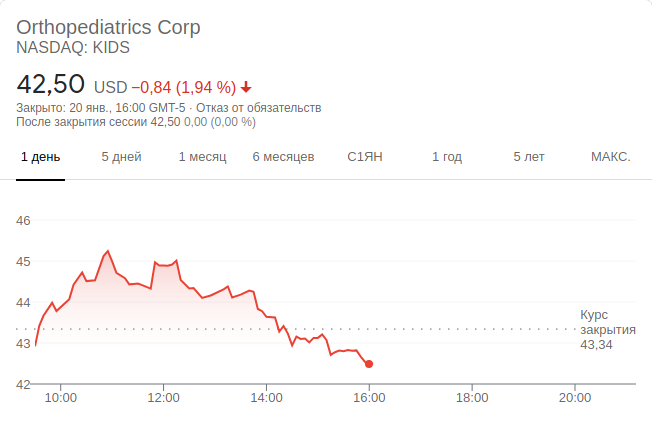 Orthopediatrics Corp
NASDAQ: KIDS
42,50 USD −0,84 (1,94 %)
Закрыто: 20 янв., 16:00 GMT-5 · Отказ от обязательств
После закрытия сессии 42,50 0,00 (0,00 %)
1 день 5 дней 1 месяц 6 месяцев С1ЯН 1 год 5 лет МАКС.
46
45
44
43
42
Курс
закрытия
43,34
10:00 12:00 14:00 16:00 18:00 20:00